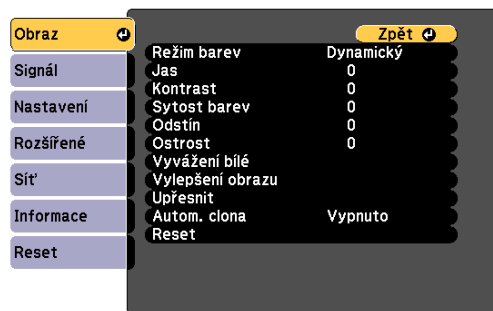 Obraz
Signál
Nastavení
Rozšířené
Síť
Informace
Reset
Zpět
Režim barev Dynamický
Jas 0
Kontrast 0
Sytost barev 0
Odstín 0
Ostrost 0
Vyvážení bílé
Vylepšení obrazu
Upřesnit
Autom. clona Vypnuto
Reset